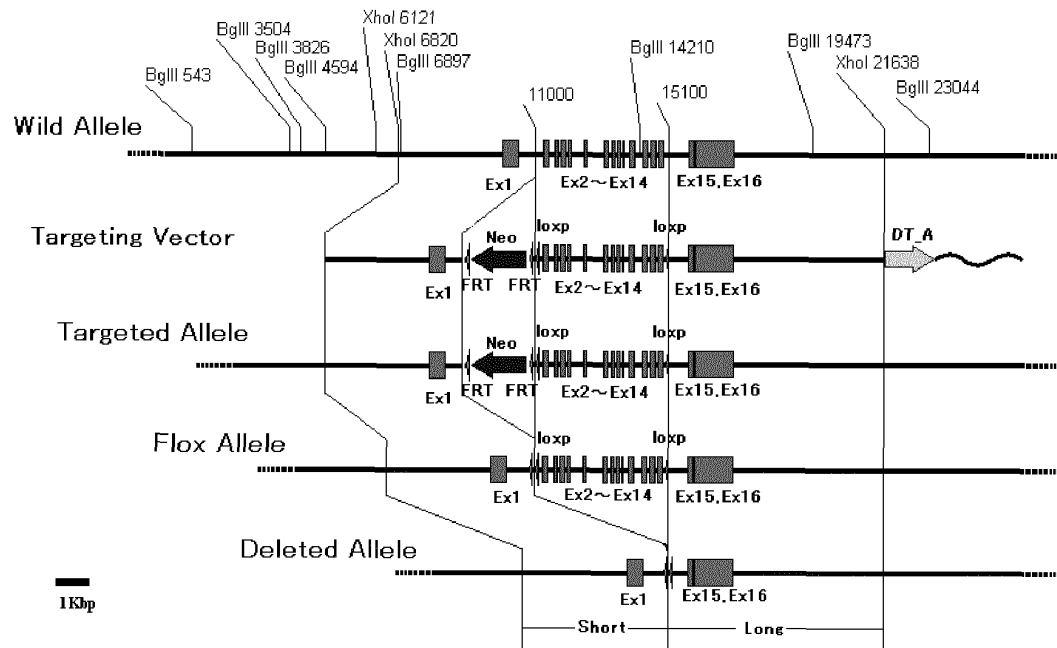 BglII 543
BglII 3504
BglII 3826
BglII 4594
XhoI 6121
XhoI 6820
BglII 6897
11000
BglII 14210
15100
BglII 19473
XhoI 21638
BglII 23044
Wild Allele
Ex1
Ex2～Ex14
Ex15,Ex16
Targeting Vector
Neo
loxp
loxp
DT_A
Ex1
FRT
FRT
Ex2～Ex14
Ex15,Ex16
Targeted Allele
Neo
loxp
loxp
Ex1
FRT
FRT
Ex2～Ex14
Ex15,Ex16
Flox Allele
loxp
loxp
Ex1
Ex2～Ex14
Ex15,Ex16
Deleted Allele
Ex1
Ex15,Ex16
1Kbp
Short
Long